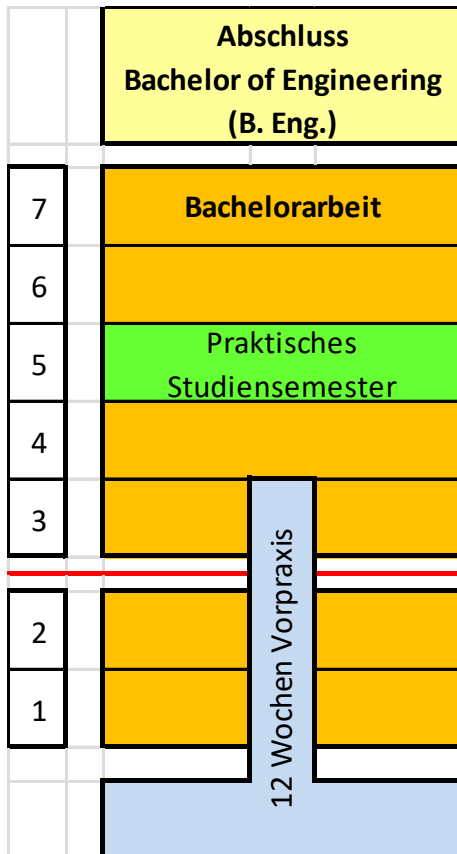 Abschluss
Bachelor of Engineering
(B. Eng.)
7
Bachelorarbeit
6
5
Praktisches
Studiensemester
4
3
2
1
12 Wochen Vorpraxis